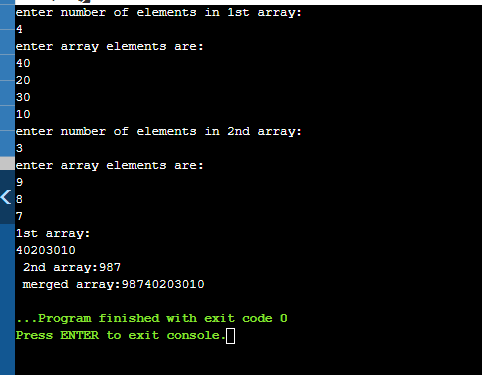 enter number of elements in 1st array:
4
enter array elements are:
40
20
30
10
enter number of elements in 2nd array:
3
enter array elements are:
9
8
7
1st array:
40203010
 2nd array:987
 merged array:98740203010
...Program finished with exit code 0
Press ENTER to exit console.